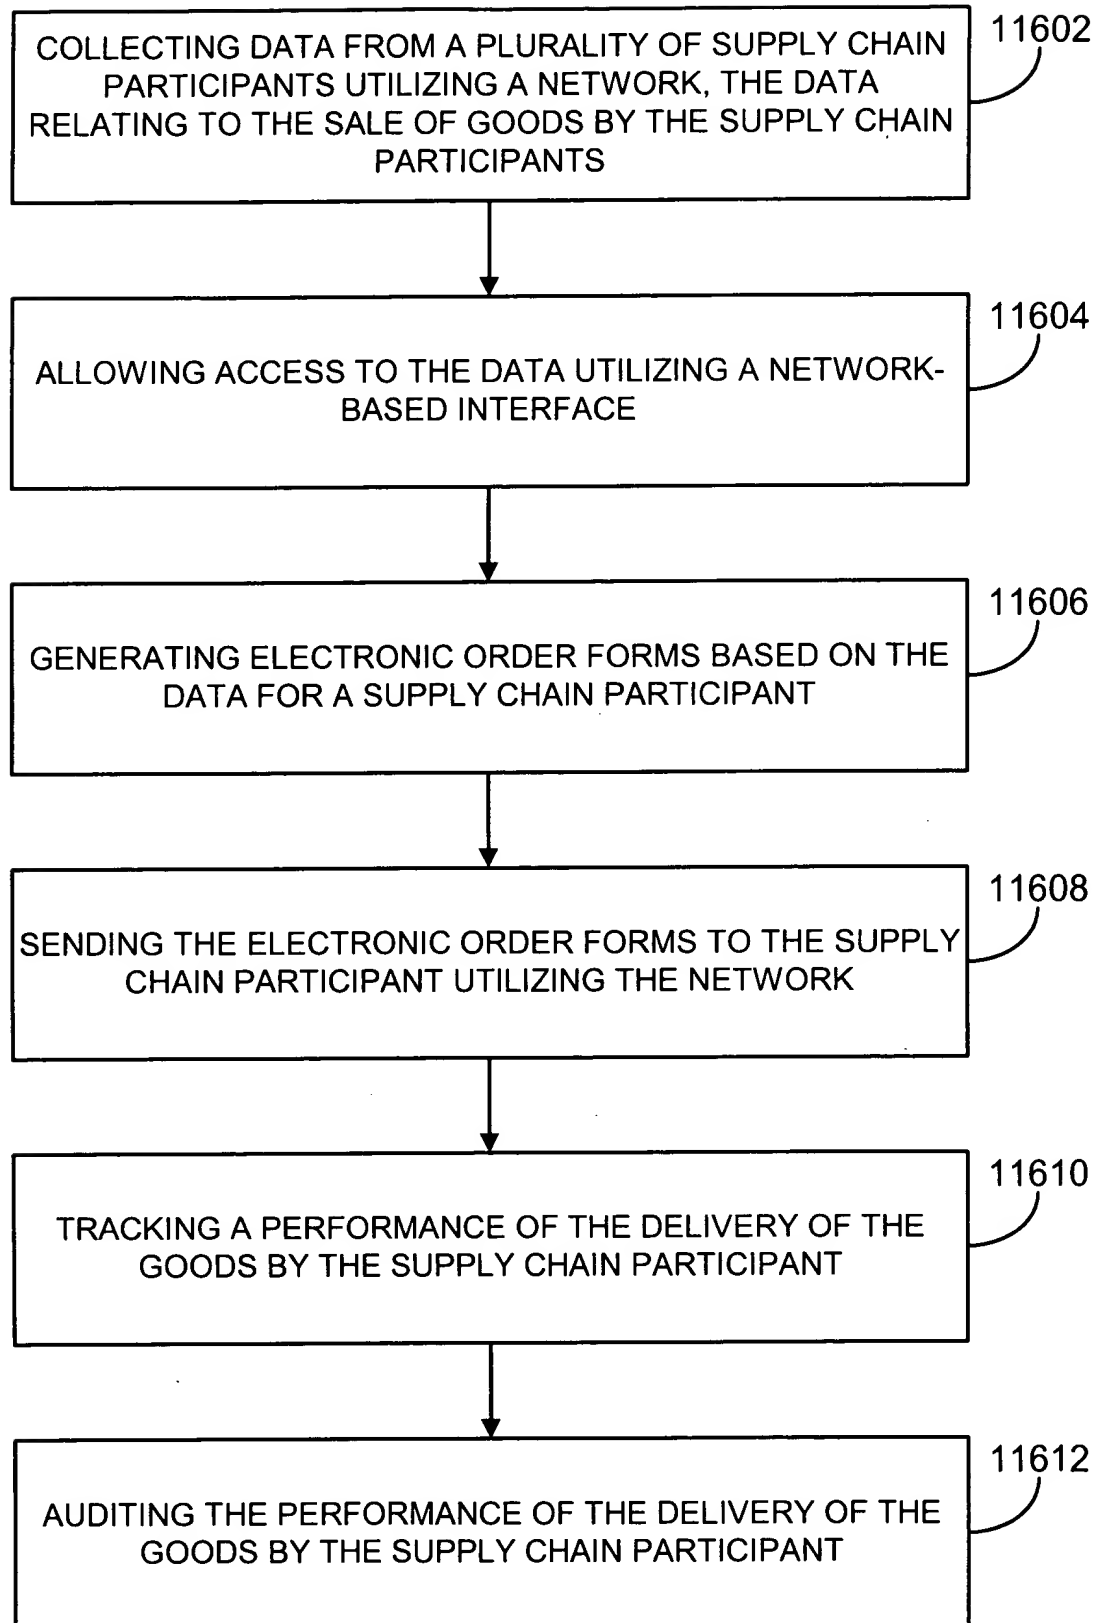 COLLECTING DATA FROM A PLURALITY OF SUPPLY CHAIN
PARTICIPANTS UTILIZING A NETWORK, THE DATA
RELATING TO THE SALE OF GOODS BY THE SUPPLY CHAIN
PARTICIPANTS
11602
ALLOWING ACCESS TO THE DATA UTILIZING A NETWORK-
BASED INTERFACE
11604
GENERATING ELECTRONIC ORDER FORMS BASED ON THE
DATA FOR A SUPPLY CHAIN PARTICIPANT
11606
SENDING THE ELECTRONIC ORDER FORMS TO THE SUPPLY
CHAIN PARTICIPANT UTILIZING THE NETWORK
11608
TRACKING A PERFORMANCE OF THE DELIVERY OF THE
GOODS BY THE SUPPLY CHAIN PARTICIPANT
11610
AUDITING THE PERFORMANCE OF THE DELIVERY OF THE
GOODS BY THE SUPPLY CHAIN PARTICIPANT
11612